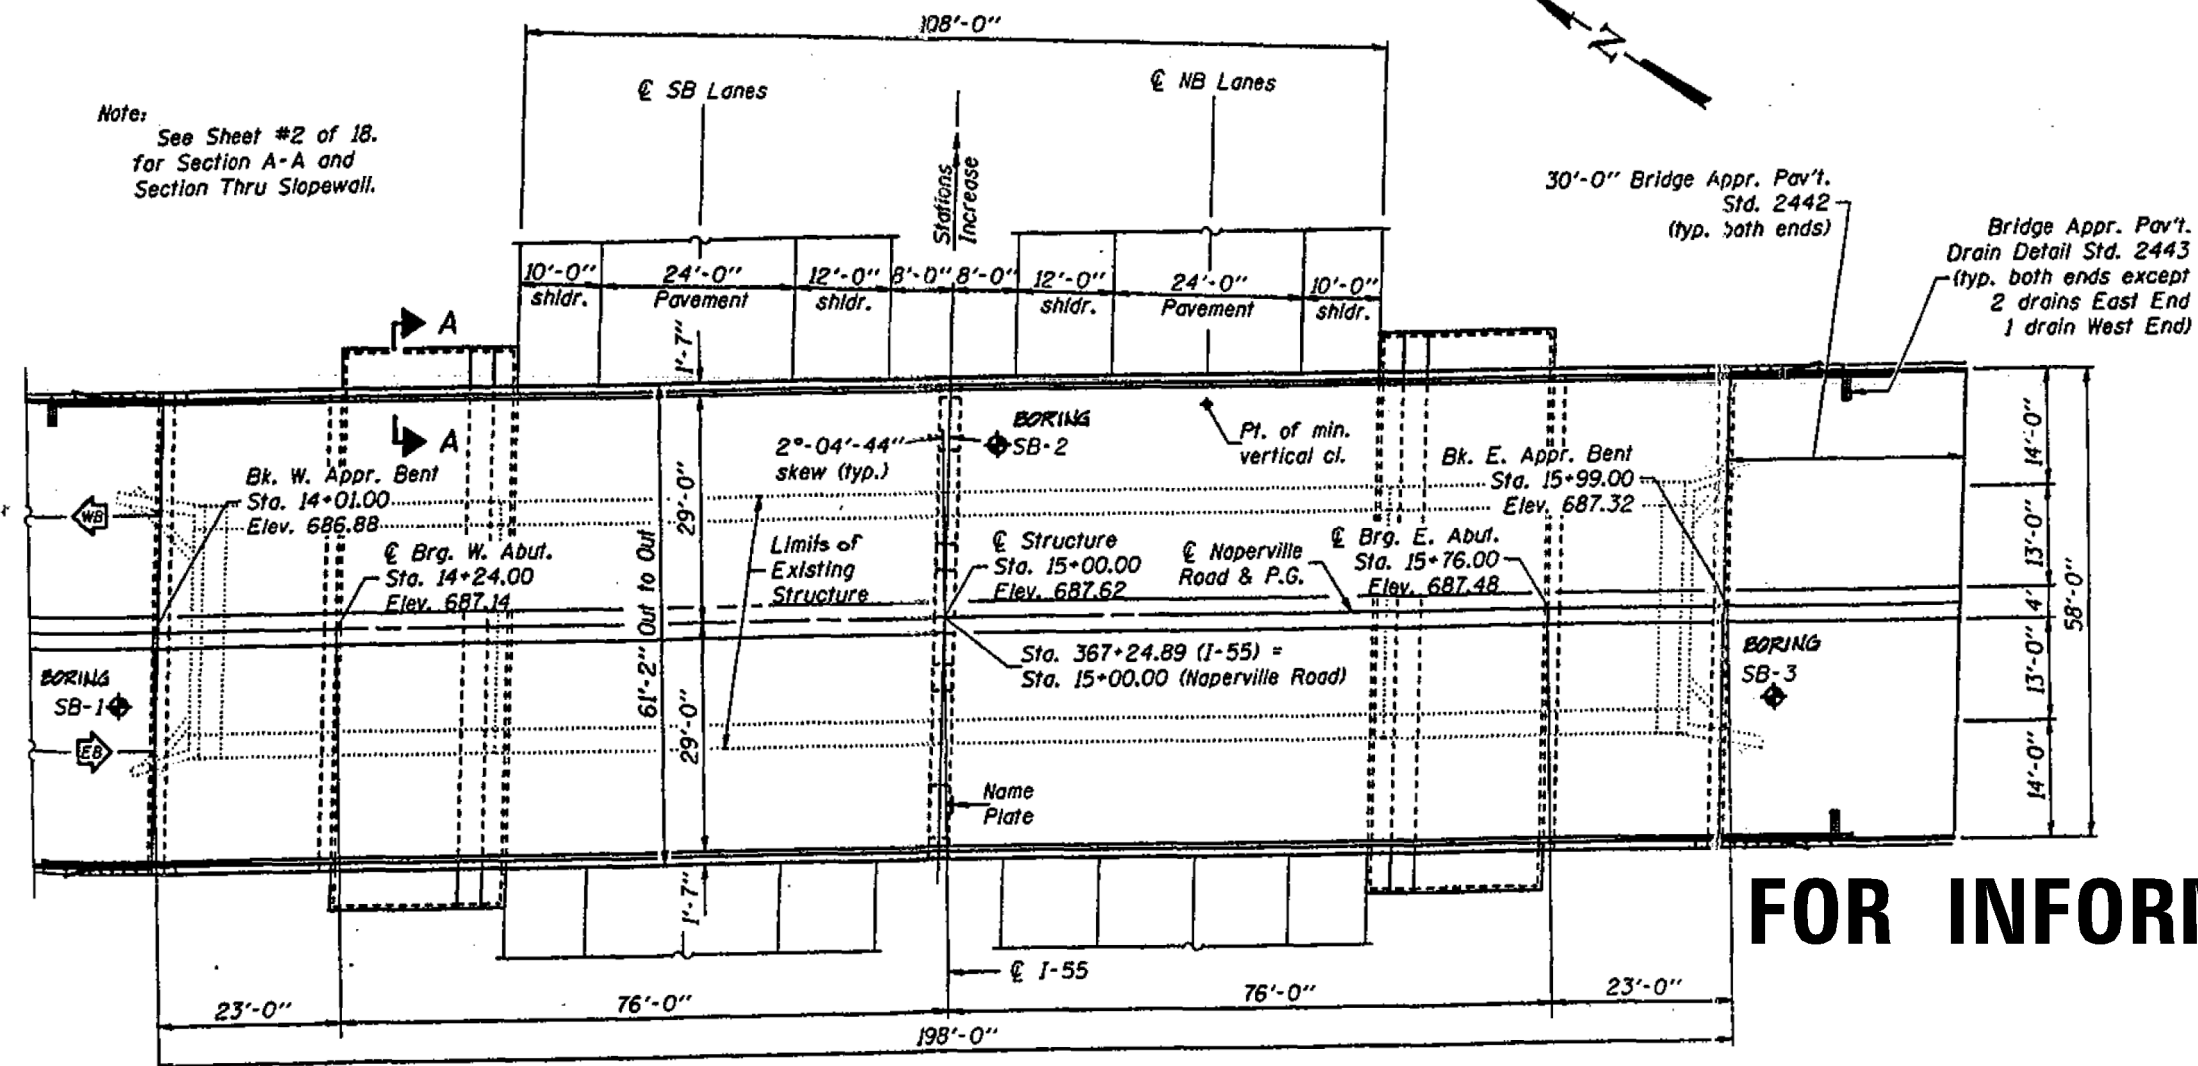 108'-0"
N
℄ SB Lanes
℄ NB Lanes
Note:
See Sheet #2 of 18.
for Section A-A and
Section Thru Slopewall.
Stations
Increase
30'-0" Bridge Appr. Pav't.
Std. 2442
(typ. both ends)
Bridge Appr. Pav't.
Drain Detail Std. 2443
(typ. both ends except
2 drains East End
1 drain West End)
10'-0"
shldr.
24'-0"
Pavement
12'-0"
shldr.
8'-0"
8'-0"
12'-0"
shldr.
24'-0"
Pavement
10'-0"
shldr.
A
A
1'-7"
2°-04'-44"
skew (typ.)
BORING
SB-2
Pt. of min.
vertical cl.
Bk. W. Appr. Bent
Sta. 14+01.00
Elev. 686.88
Bk. E. Appr. Bent
Sta. 15+99.00
Elev. 687.32
WB
29'-0"
61'-2" Out to Out
℄ Brg. W. Abut.
Sta. 14+24.00
Elev. 687.14
Limits of
Existing
Structure
℄ Structure
Sta. 15+00.00
Elev. 687.62
℄ Naperville
Road & P.G.
℄ Brg. E. Abut.
Sta. 15+76.00
Elev. 687.48
14'-0"
13'-0"
4'
13'-0"
14'-0"
58'-0"
Sta. 367+24.89 (I-55) =
Sta. 15+00.00 (Naperville Road)
BORING
SB-1
BORING
SB-3
EB
29'-0"
Name
Plate
1'-7"
FOR INFOR
℄ I-55
23'-0"
76'-0"
76'-0"
23'-0"
198'-0"